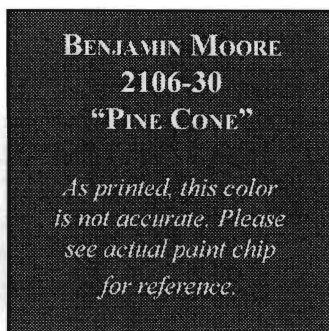 BENJAMIN MOORE
2106-30
“PINE CONE”
As printed, this color
is not accurate. Please
see actual paint chip
for reference.